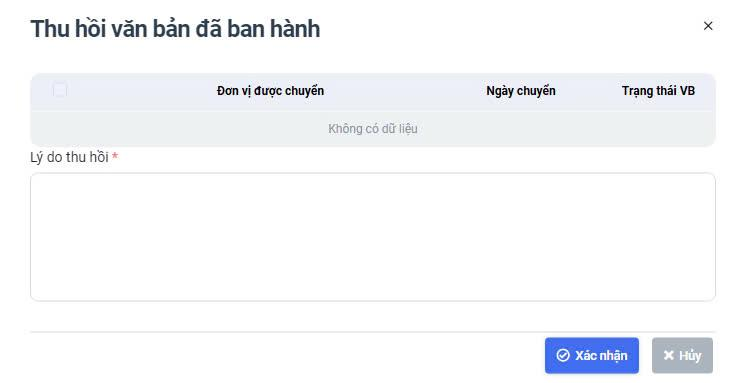 Thu hồi văn bản đã ban hành
Đơn vị được chuyển Ngày chuyển Trạng thái VB
Không có dữ liệu
Lý do thu hồi *
Xác nhận Hủy